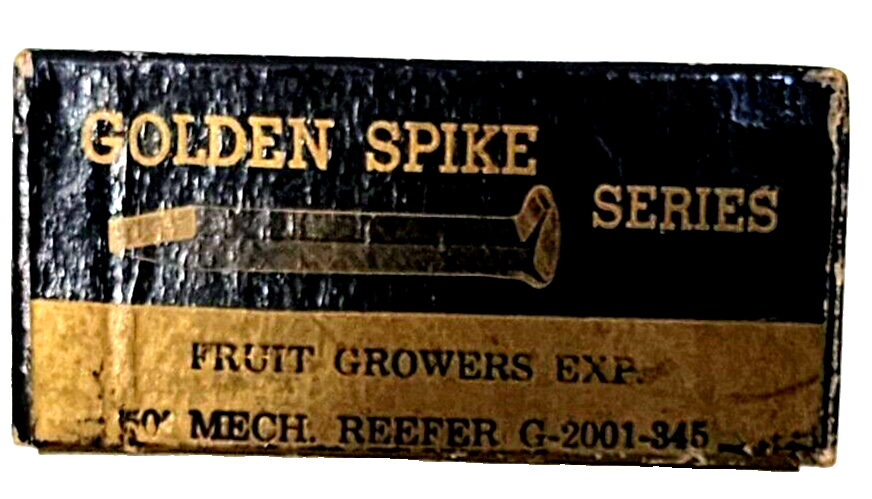 GOLDEN SPIKE
SERIES
FRUIT GROWERS EXP.
50' MECH. REEFER G-2001-345